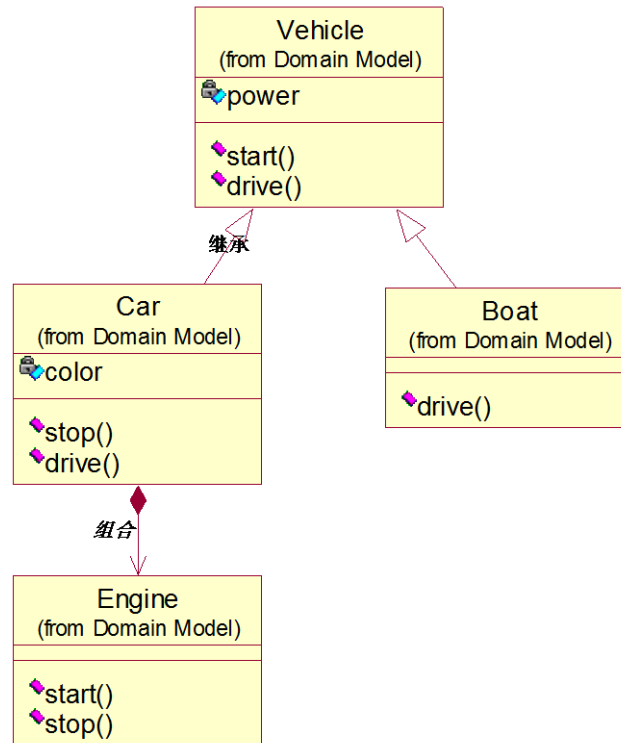 Vehicle
(from Domain Model)
power
start()
drive()
继承
Car
(from Domain Model)
color
stop()
drive()
Boat
(from Domain Model)
drive()
组合
Engine
(from Domain Model)
start()
stop()